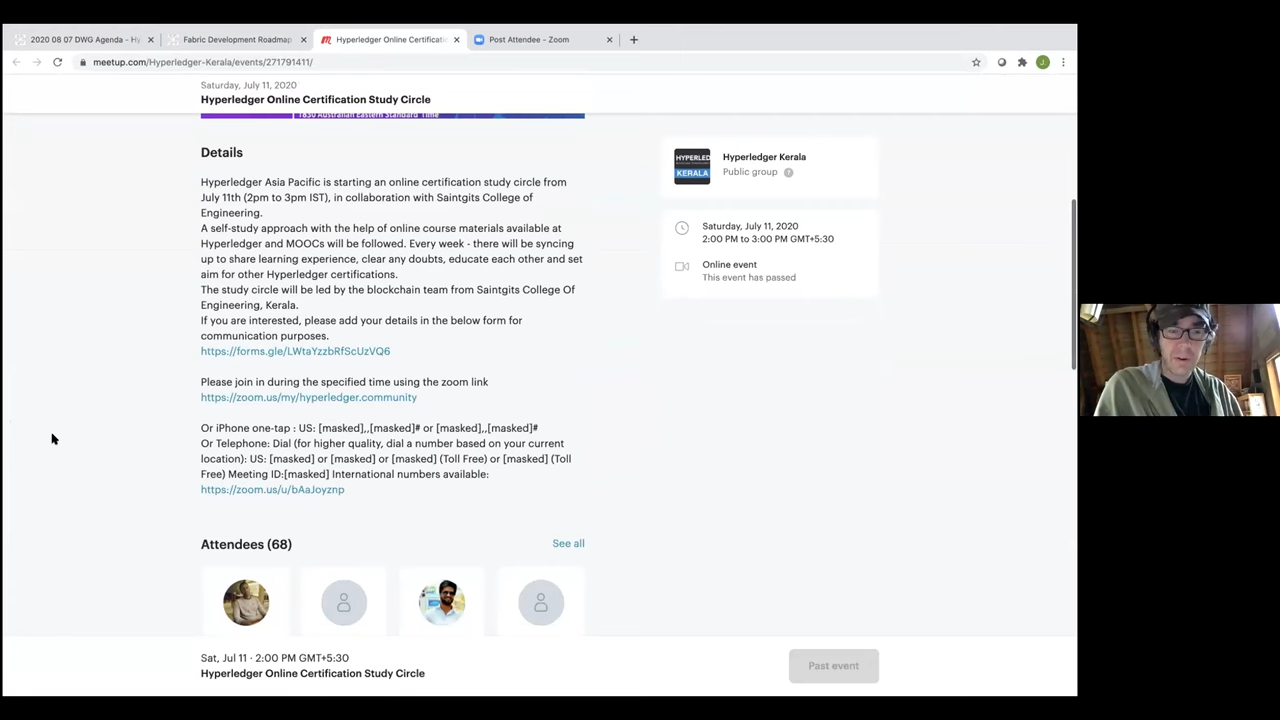 2020 08 07 DWG Agenda - Hy
Fabric Development Roadmap
Hyperledger Online Certificati
Post Attendee - Zoom
meetup.com/Hyperledger-Kerala/events/271791411/
J
Saturday, July 11, 2020
Hyperledger Online Certification Study Circle
1830 Australian Eastern Standard Time
Details
Hyperledger Asia Pacific is starting an online certification study circle from
July 11th (2pm to 3pm IST), in collaboration with Saintgits College of
Engineering.
A self-study approach with the help of online course materials available at
Hyperledger and MOOCs will be followed. Every week - there will be syncing
up to share learning experience, clear any doubts, educate each other and set
aim for other Hyperledger certifications.
The study circle will be led by the blockchain team from Saintgits College Of
Engineering, Kerala.
If you are interested, please add your details in the below form for
communication purposes.
https://forms.gle/LWtaYzzbRfScUzVQ6
Please join in during the specified time using the zoom link
https://zoom.us/my/hyperledger.community
Or iPhone one-tap : US: [masked],,[masked]# or [masked],,[masked]#
Or Telephone: Dial (for higher quality, dial a number based on your current
location): US: [masked] or [masked] or [masked] (Toll Free) or [masked] (Toll
Free) Meeting ID:[masked] International numbers available:
https://zoom.us/u/bAaJoyznp
Attendees (68)
See all
HYPERLED
KERALA
Hyperledger Kerala
Public group
Saturday, July 11, 2020
2:00 PM to 3:00 PM GMT+5:30
Online event
This event has passed
Sat, Jul 11 · 2:00 PM GMT+5:30
Hyperledger Online Certification Study Circle
Past event